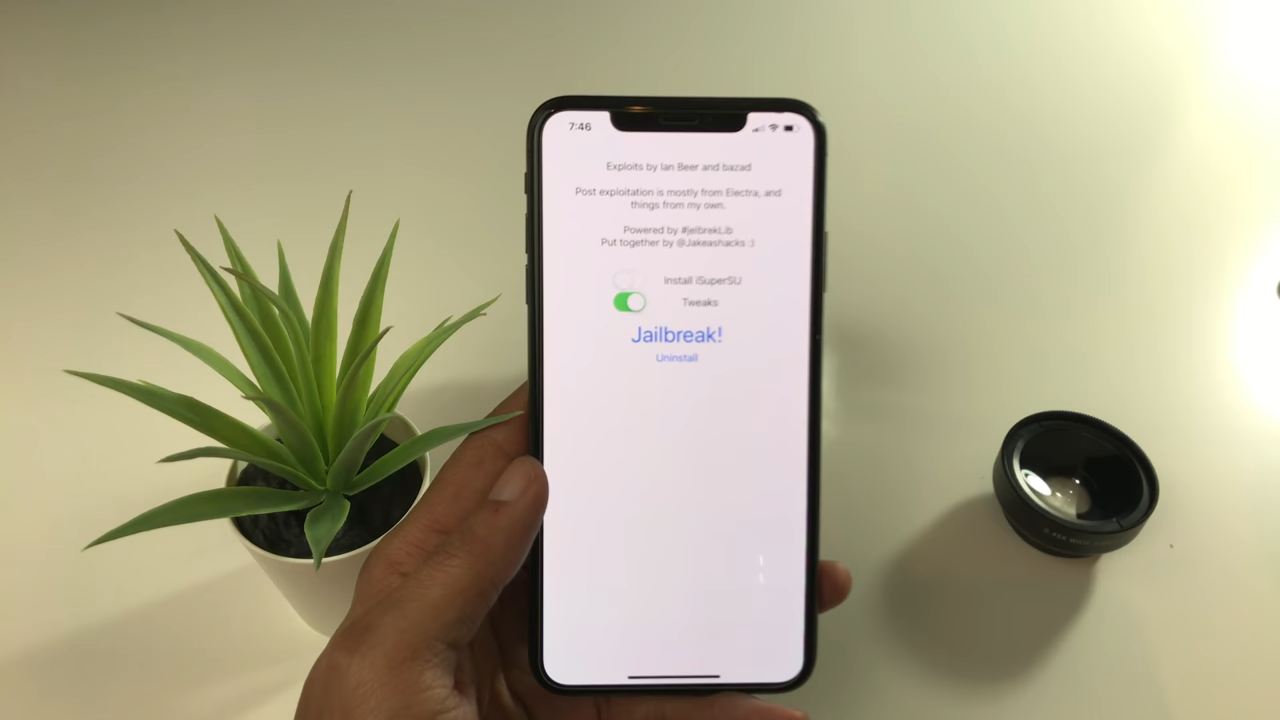 7:46
Exploits by Ian Beer and bazad
Post exploitation is mostly from Electra, and
things from my own.
Powered by #jelbrekLib
Put together by @Jakeashacks :)
Install iSuperSU
Tweaks
Jailbreak!
Uninstall